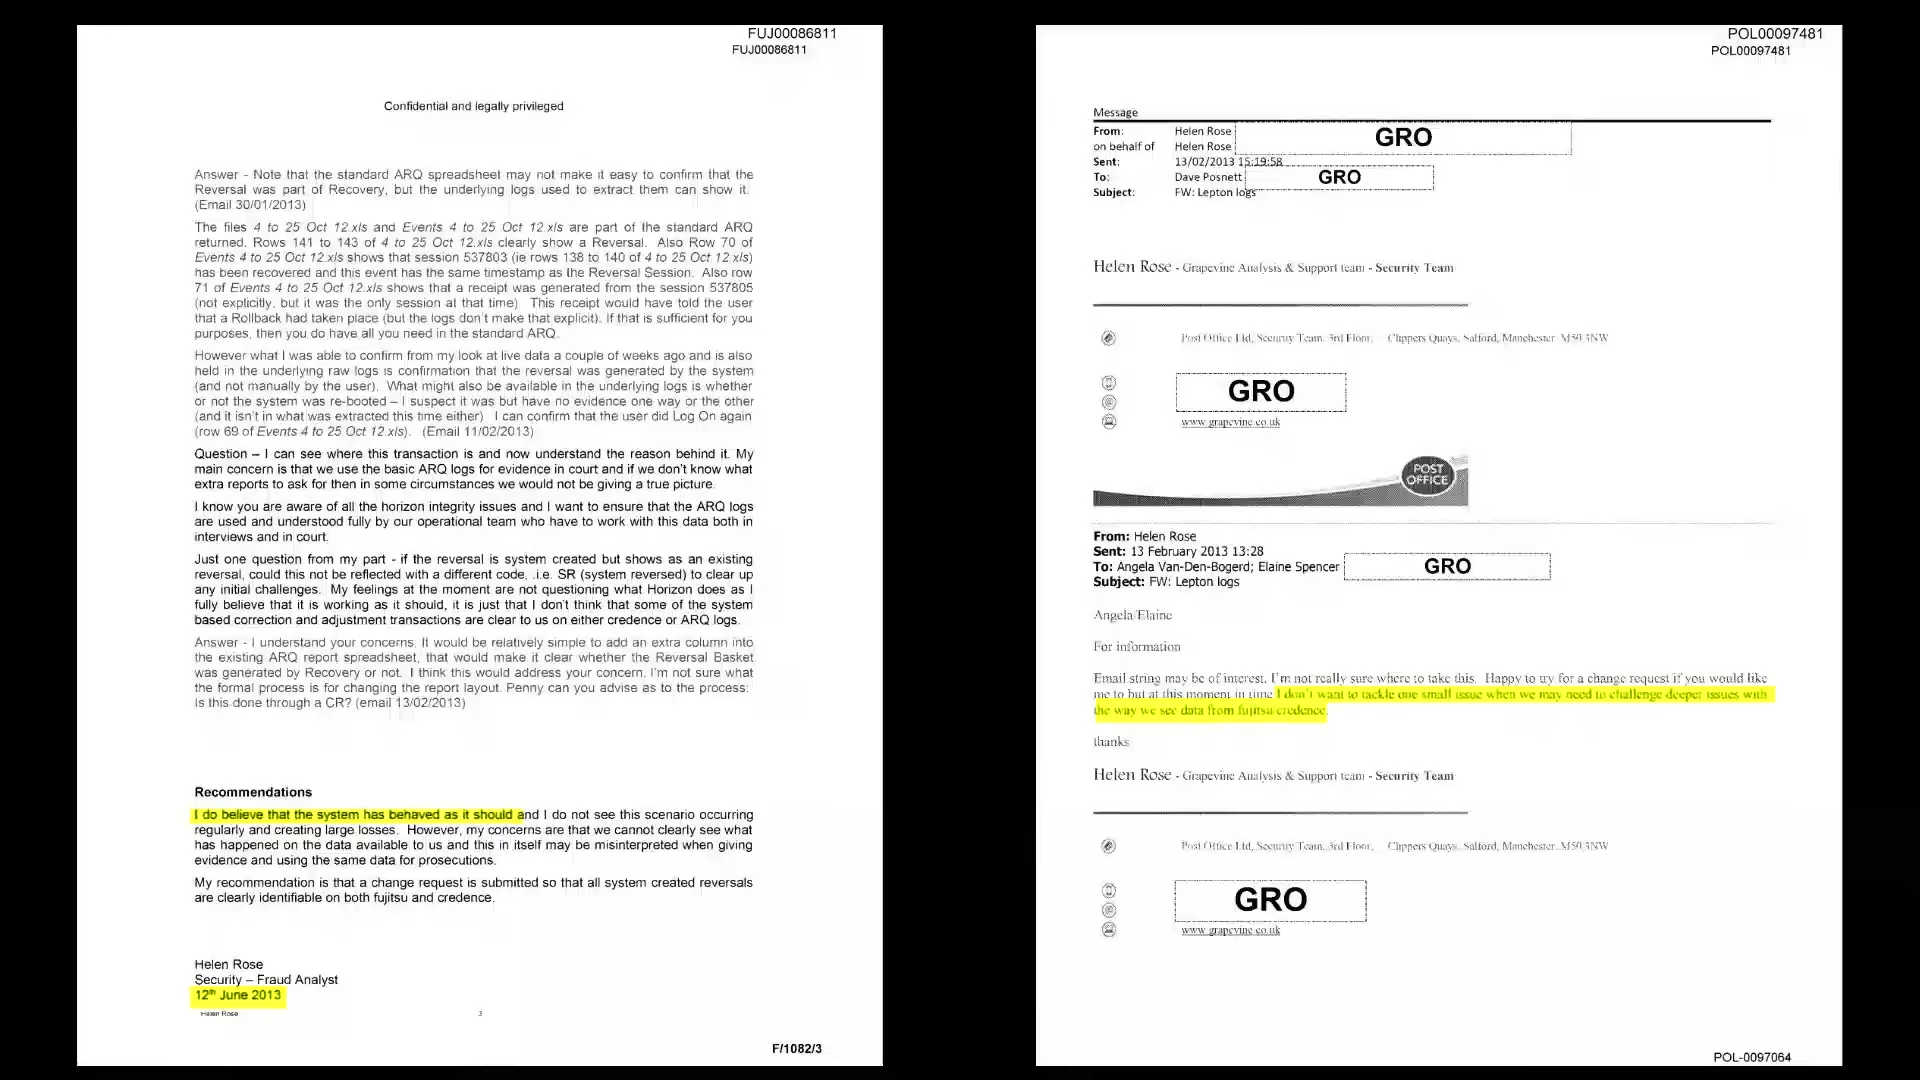 FUJ00086811
FUJ00086811
Confidential and legally privileged
Answer - Note that the standard ARQ spreadsheet may not make it easy to confirm that the
Reversal was part of Recovery, but the underlying logs used to extract them can show it.
(Email 30/01/2013)
The files 4 to 25 Oct 12.xls and Events 4 to 25 Oct 12.xls are part of the standard ARQ
returned. Rows 141 to 143 of 4 to 25 Oct 12.xls clearly show a Reversal. Also Row 70 of
Events 4 to 25 Oct 12.xls shows that session 537803 (ie rows 138 to 140 of 4 to 25 Oct 12.xls)
has been recovered and this event has the same timestamp as the Reversal Session. Also row
71 of Events 4 to 25 Oct 12.xls shows that a receipt was generated from the session 537805
(not explicitly, but it was the only session at that time) This receipt would have told the user
that a Rollback had taken place (but the logs don't make that explicit). If that is sufficient for you
purposes, then you do have all you need in the standard ARQ.
However what I was able to confirm from my look at live data a couple of weeks ago and is also
held in the underlying raw logs is confirmation that the reversal was generated by the system
(and not manually by the user). What might also be available in the underlying logs is whether
or not the system was re-booted – I suspect it was but have no evidence one way or the other
(and it isn't in what was extracted this time either) I can confirm that the user did Log On again
(row 69 of Events 4 to 25 Oct 12.xls). (Email 11/02/2013)
Question – I can see where this transaction is and now understand the reason behind it. My
main concern is that we use the basic ARQ logs for evidence in court and if we don't know what
extra reports to ask for then in some circumstances we would not be giving a true picture.
I know you are aware of all the horizon integrity issues and I want to ensure that the ARQ logs
are used and understood fully by our operational team who have to work with this data both in
interviews and in court.
Just one question from my part - if the reversal is system created but shows as an existing
reversal, could this not be reflected with a different code, .i.e. SR (system reversed) to clear up
any initial challenges. My feelings at the moment are not questioning what Horizon does as I
fully believe that it is working as it should, it is just that I don't think that some of the system
based correction and adjustment transactions are clear to us on either credence or ARQ logs.
Answer - I understand your concerns. It would be relatively simple to add an extra column into
the existing ARQ report spreadsheet, that would make it clear whether the Reversal Basket
was generated by Recovery or not. I think this would address your concern. I'm not sure what
the formal process is for changing the report layout. Penny can you advise as to the process:
Is this done through a CR? (email 13/02/2013)
Recommendations
I do believe that the system has behaved as it should and I do not see this scenario occurring
regularly and creating large losses. However, my concerns are that we cannot clearly see what
has happened on the data available to us and this in itself may be misinterpreted when giving
evidence and using the same data for prosecutions.
My recommendation is that a change request is submitted so that all system created reversals
are clearly identifiable on both fujitsu and credence.
Helen Rose
Security – Fraud Analyst
12th June 2013
Helen Rose 3
F/1082/3
POL00097481
POL00097481
Message
From: Helen Rose GRO
on behalf of Helen Rose
Sent: 13/02/2013 15:19:58
To: Dave Posnett GRO
Subject: FW: Lepton logs
Helen Rose - Grapevine Analysis & Support team - Security Team
Post Office Ltd, Security Team, 3rd Floor, Clippers Quays, Salford, Manchester M50 3NW
GRO
www.grapevine.co.uk
POST
OFFICE
From: Helen Rose
Sent: 13 February 2013 13:28
To: Angela Van-Den-Bogerd; Elaine Spencer GRO
Subject: FW: Lepton logs
Angela/Elaine
For information
Email string may be of interest, I'm not really sure where to take this. Happy to try for a change request if you would like
me to but at this moment in time I don't want to tackle one small issue when we may need to challenge deeper issues with
the way we see data from fujitsu/credence.
thanks
Helen Rose - Grapevine Analysis & Support team - Security Team
Post Office Ltd, Security Team, 3rd Floor, Clippers Quays, Salford, Manchester M50 3NW
GRO
www.grapevine.co.uk
POL-0097064